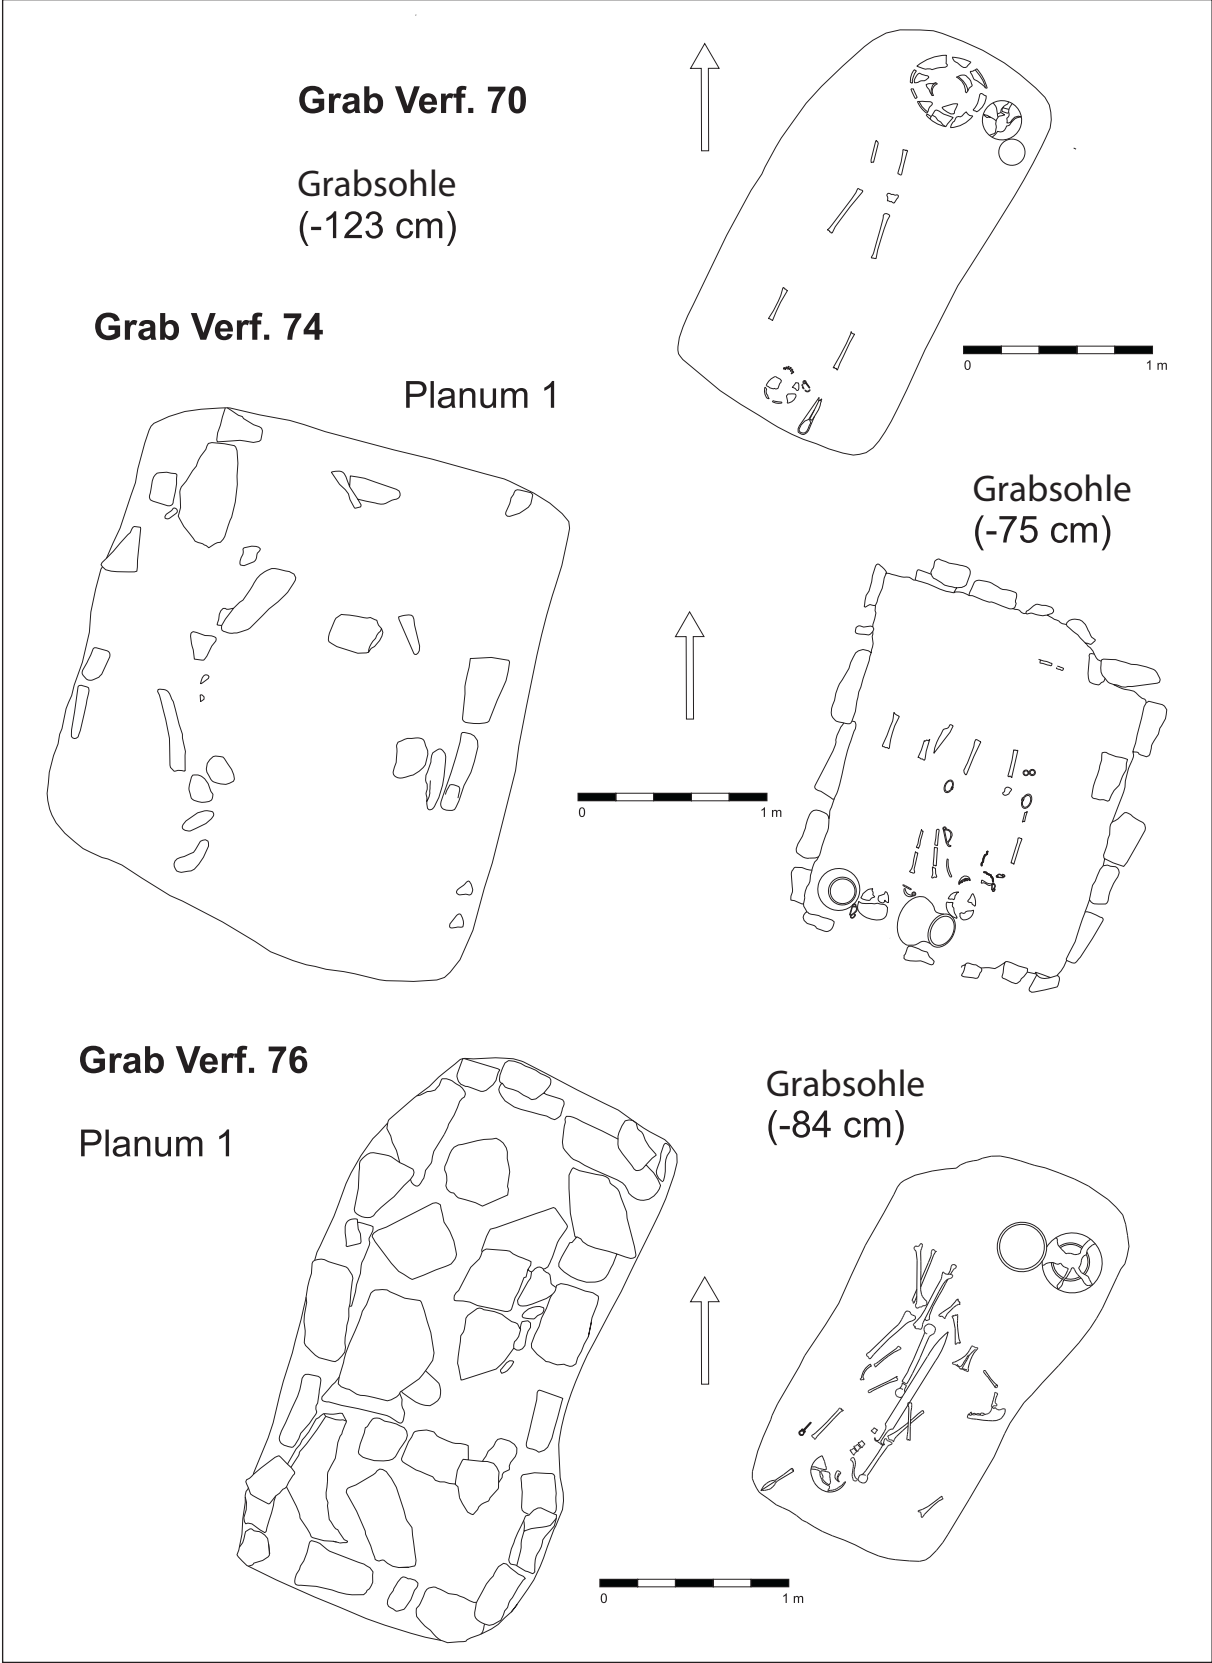 Grab Verf. 70
Grabsohle
(-123 cm)
0 1 m
Grab Verf. 74
Planum 1
Grabsohle
(-75 cm)
0 1 m
Grab Verf. 76
Planum 1
Grabsohle
(-84 cm)
0 1 m